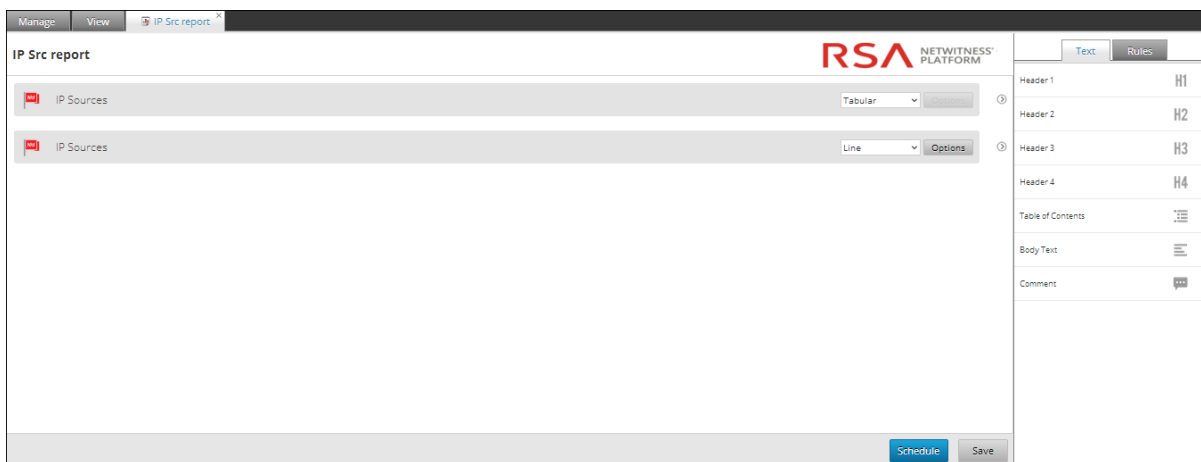 Manage View IP Src report ×
IP Src report
RSA NETWITNESS® PLATFORM
IP Sources Tabular Options
IP Sources Line Options
Schedule Save
Text Rules
Header 1 H1
Header 2 H2
Header 3 H3
Header 4 H4
Table of Contents
Body Text
Comment